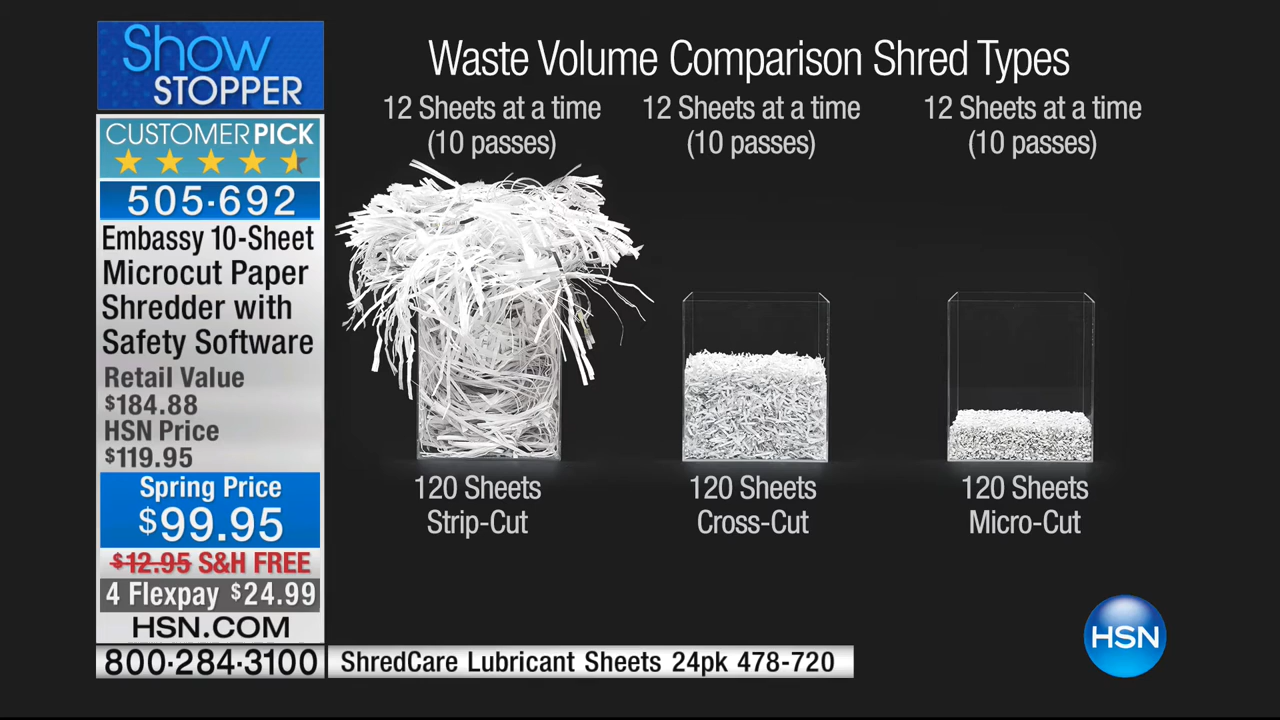 Show
STOPPER
CUSTOMER PICK
505·692
Embassy 10-Sheet
Microcut Paper
Shredder with
Safety Software
Retail Value
$184.88
HSN Price
$119.95
Spring Price
$99.95
$12.95 S&H FREE
4 Flexpay $24.99
HSN.COM
800·284·3100
ShredCare Lubricant Sheets 24pk 478-720
Waste Volume Comparison Shred Types
12 Sheets at a time
(10 passes)
12 Sheets at a time
(10 passes)
12 Sheets at a time
(10 passes)
120 Sheets
Strip-Cut
120 Sheets
Cross-Cut
120 Sheets
Micro-Cut
HSN